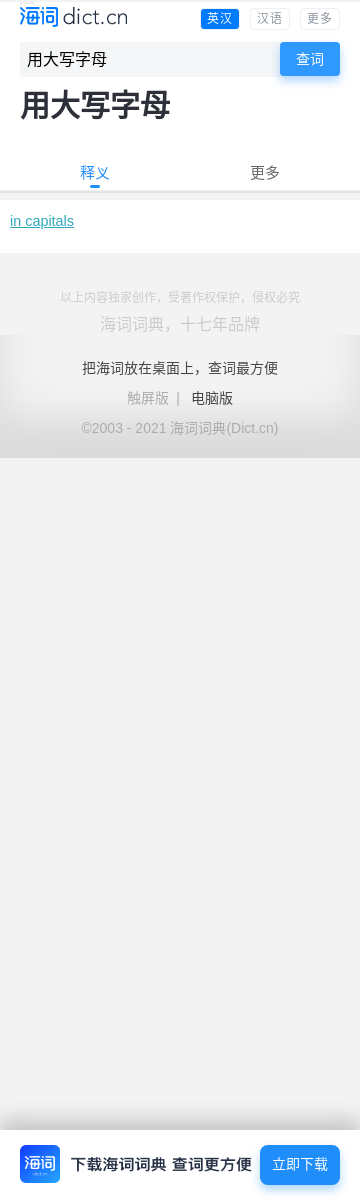 海词 dict.cn 英汉 汉语 更多
用大写字母 查词
用大写字母
释义 更多
in capitals
以上内容独家创作，受著作权保护，侵权必究
海词词典，十七年品牌
把海词放在桌面上，查词最方便
触屏版 | 电脑版
©2003 - 2021 海词词典(Dict.cn)
海词 下载海词词典 查词更方便 立即下载
dict.cn